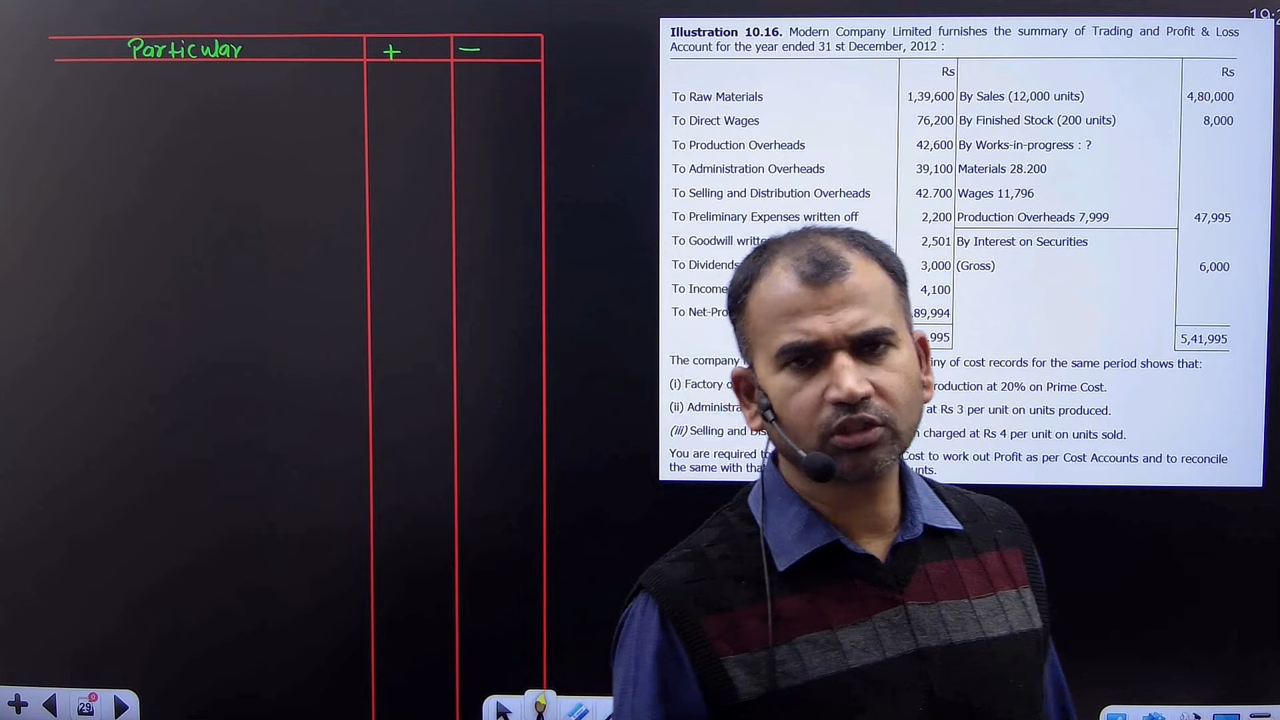 19:
Particular + —
Illustration 10.16. Modern Company Limited furnishes the summary of Trading and Profit & Loss
Account for the year ended 31 st December, 2012 :
Rs Rs
To Raw Materials 1,39,600 By Sales (12,000 units) 4,80,000
To Direct Wages 76,200 By Finished Stock (200 units) 8,000
To Production Overheads 42,600 By Works-in-progress : ?
To Administration Overheads 39,100 Materials 28.200
To Selling and Distribution Overheads 42.700 Wages 11,796
To Preliminary Expenses written off 2,200 Production Overheads 7,999 47,995
To Goodwill 2,501 By Interest on Securities
To Dividends 3,000 (Gross) 6,000
To Income 4,100
To 89,994
.995 5,41,995
The company of cost records for the same period shows that:
(i) Factory at 20% on Prime Cost.
(ii) at Rs 3 per unit on units produced.
(iii) Selling and charged at Rs 4 per unit on units sold.
You are required Cost to work out Profit as per Cost Accounts and to reconcile
the same with
29
0